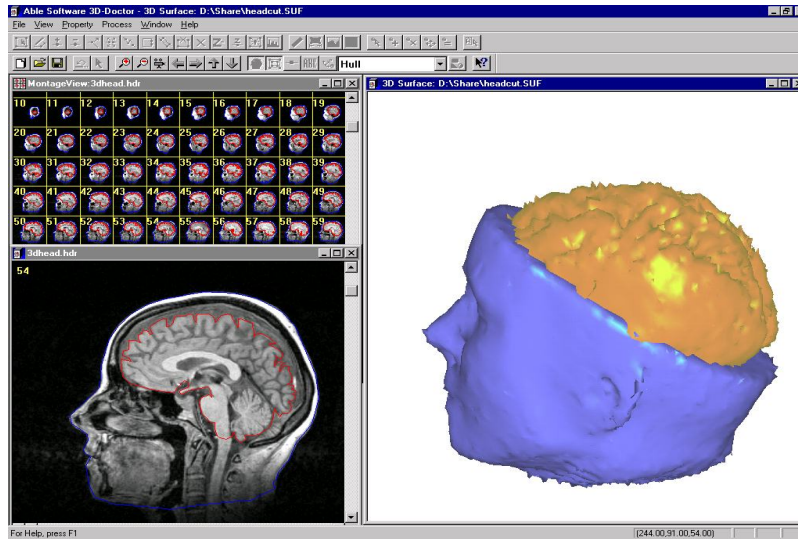 Able Software 3D-Doctor - 3D Surface: D:\Share\headcut.SUF
File View Property Process Window Help
Hull
MontageView:3dhead.hdr
10 11 12 13 14 15 16 17 18 19
20 21 22 23 24 25 26 27 28 29
30 31 32 33 34 35 36 37 38 39
40 41 42 43 44 45 46 47 48 49
50 51 52 53 54 55 56 57 58 59
3dhead.hdr
54
3D Surface: D:\Share\headcut.SUF
For Help, press F1
(244.00,91.00,54.00)